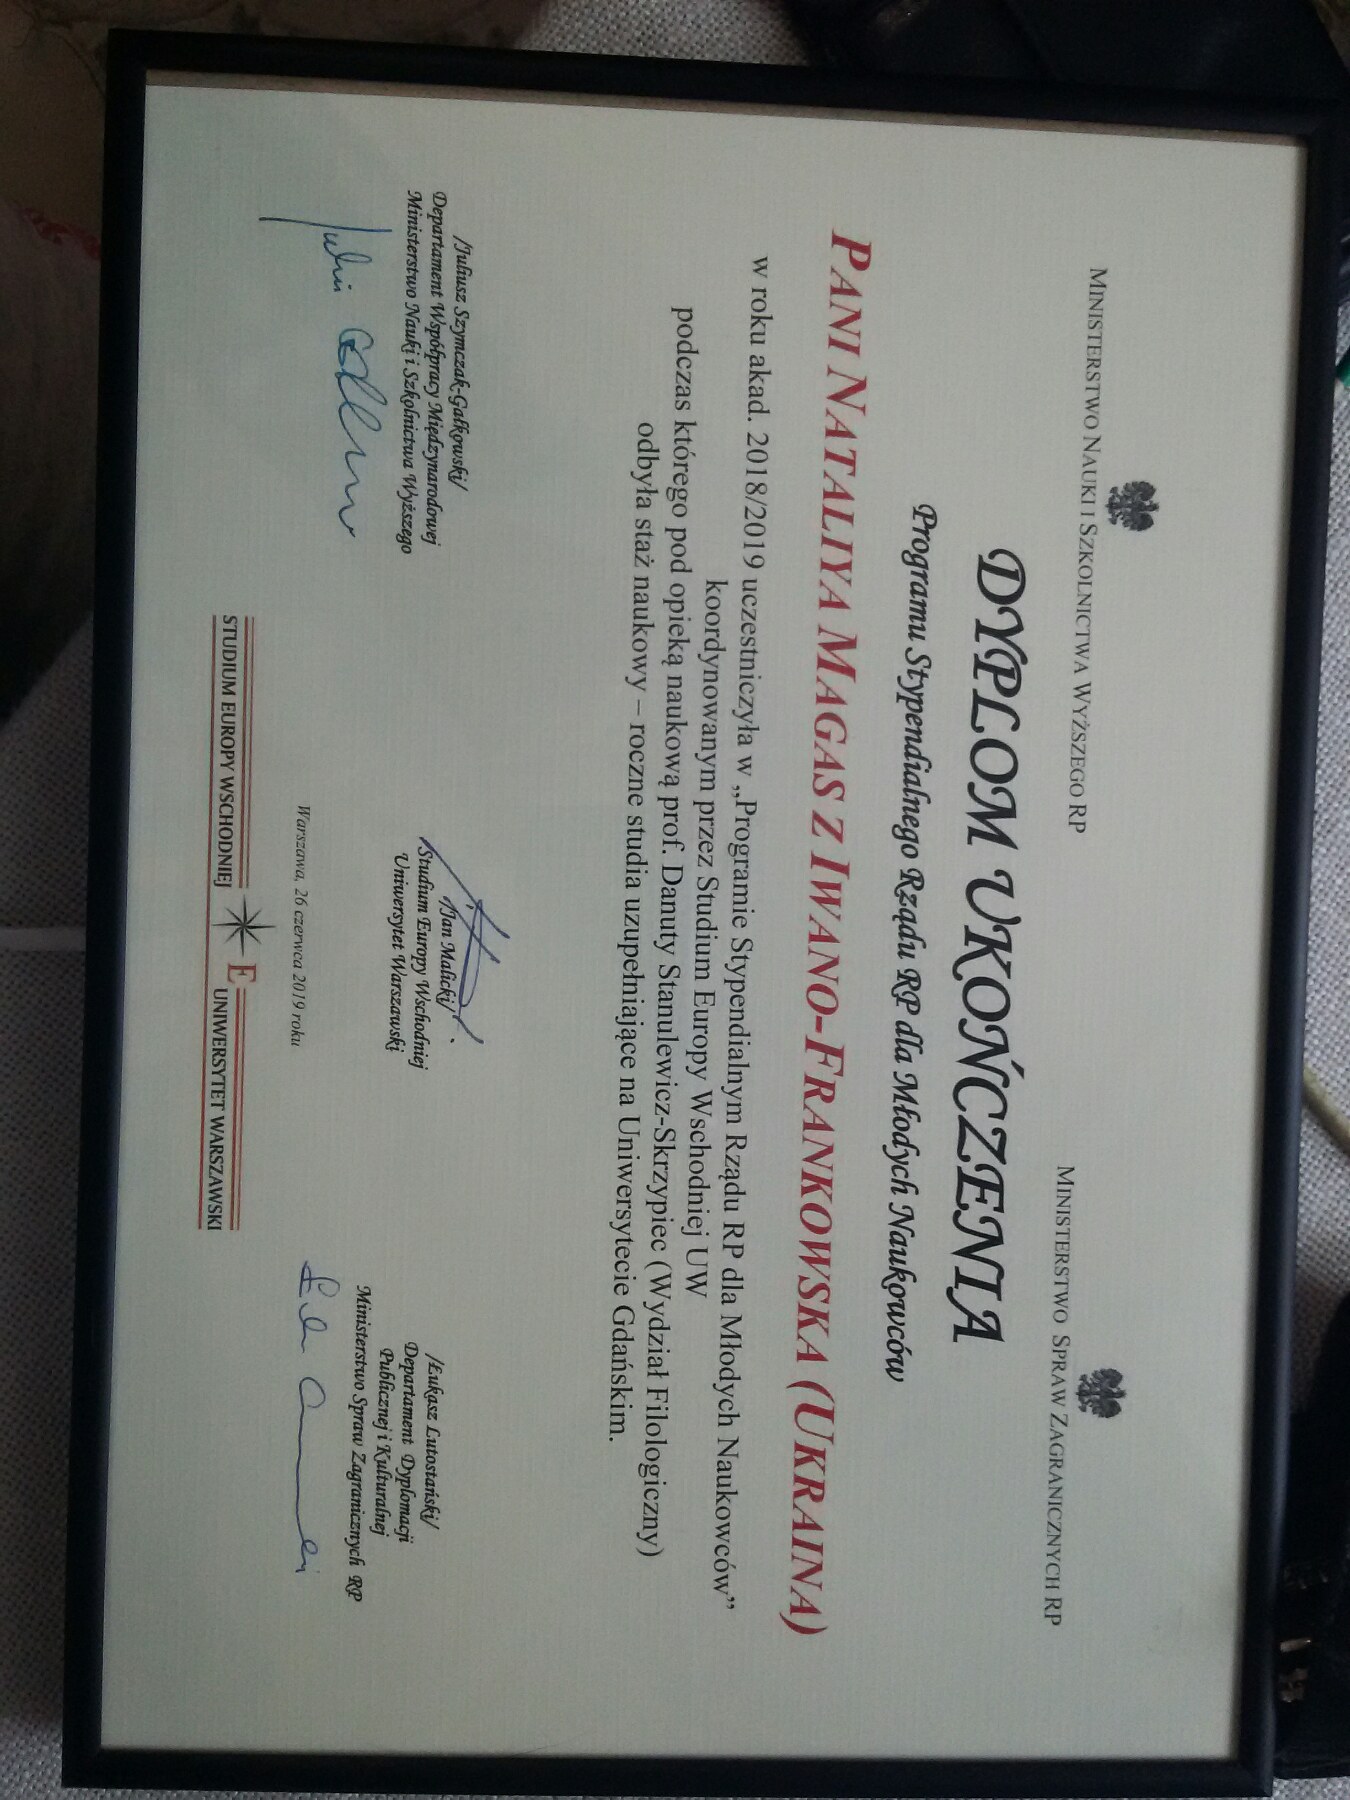 MINISTERSTWO NAUKI I SZKOLNICTWA WYŻSZEGO RP
MINISTERSTWO SPRAW ZAGRANICZNYCH RP
DYPLOM UKOŃCZENIA
Programu Stypendialnego Rządu RP dla Młodych Naukowców
PANI NATALIYA MAGAS Z IWANO-FRANKOWSKA (UKRAINA)
w roku akad. 2018/2019 uczestniczyła w „Programie Stypendialnym Rządu RP dla Młodych Naukowców”
koordynowanym przez Studium Europy Wschodniej UW
podczas którego pod opieką naukową prof. Danuty Stanulewicz-Skrzypiec (Wydział Filologiczny)
odbyła staż naukowy – roczne studia uzupełniające na Uniwersytecie Gdańskim.
/Juliusz Szymczak-Gałkowski/
Departament Współpracy Międzynarodowej
Ministerstwo Nauki i Szkolnictwa Wyższego
/Jan Malicki/
Studium Europy Wschodniej
Uniwersytet Warszawski
/Łukasz Lutostański/
Departament Dyplomacji
Publicznej i Kulturalnej
Ministerstwo Spraw Zagranicznych RP
Warszawa, 26 czerwca 2019 roku
STUDIUM EUROPY WSCHODNIEJ E UNIWERSYTET WARSZAWSKI